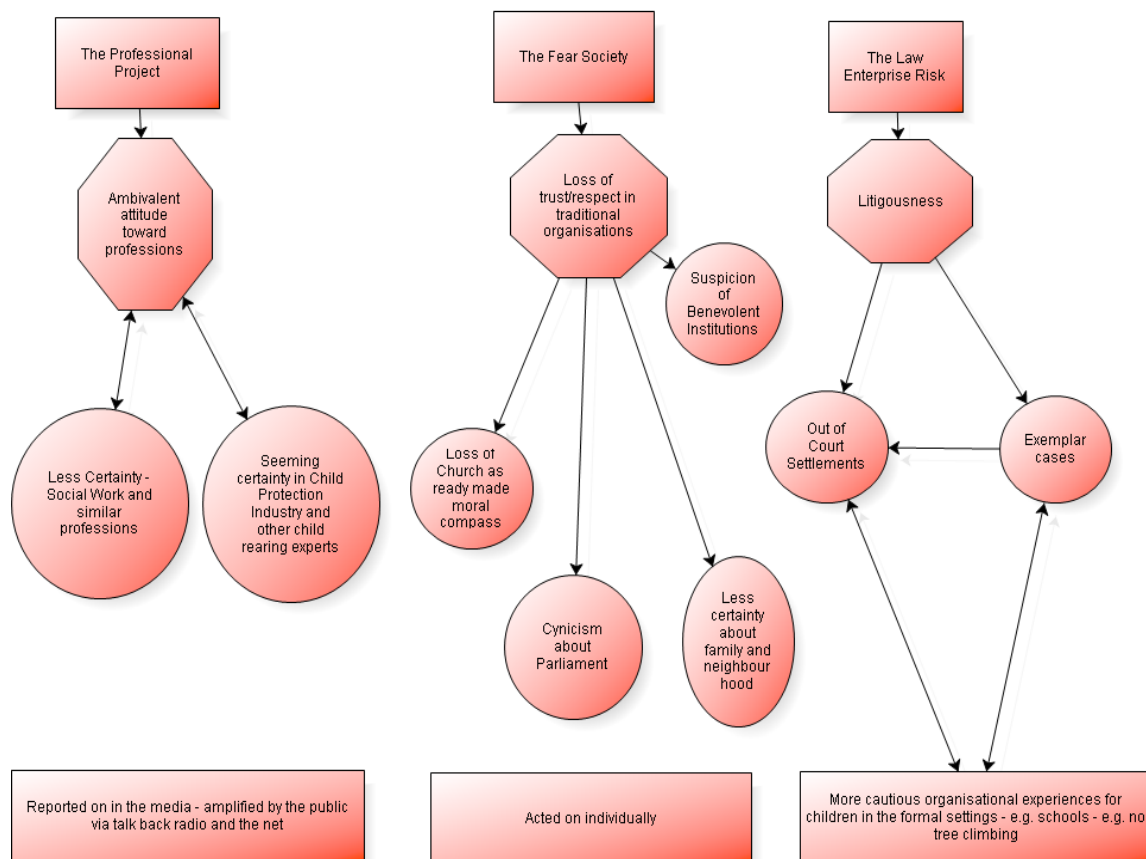 The Professional
Project
The Fear Society
The Law
Enterprise Risk
Ambivalent
attitude
toward
professions
Loss of
trust/respect in
traditional
organisations
Litigousness
Suspicion
of
Benevolent
Institutions
Less Certainty -
Social Work and
similar
professions
Seeming
certainty in Child
Protection
Industry and
other child
rearing experts
Loss of
Church as
ready made
moral
compass
Out of
Court
Settlements
Exemplar
cases
Cynicism
about
Parliament
Less
certainty
about
family and
neighbour
hood
Reported on in the media - amplified by the public
via talk back radio and the net
Acted on individually
More cautious organisational experiences for
children in the formal settings - e.g. schools - e.g. no
tree climbing